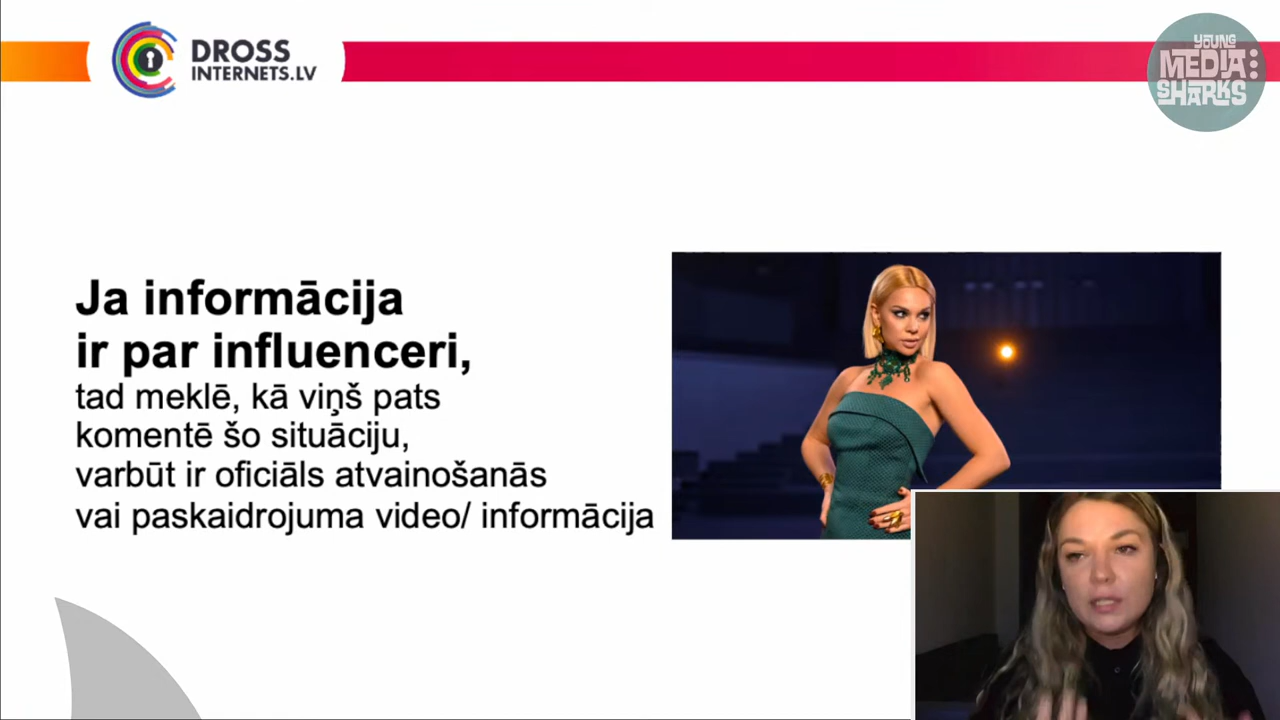 DROSS
INTERNETS.LV
YOUNG
MEDIA:
SHARKS
Ja informācija
ir par influenceri,
tad meklē, kā viņš pats
komentē šo situāciju,
varbūt ir oficiāls atvainošanās
vai paskaidrojuma video/ informācija